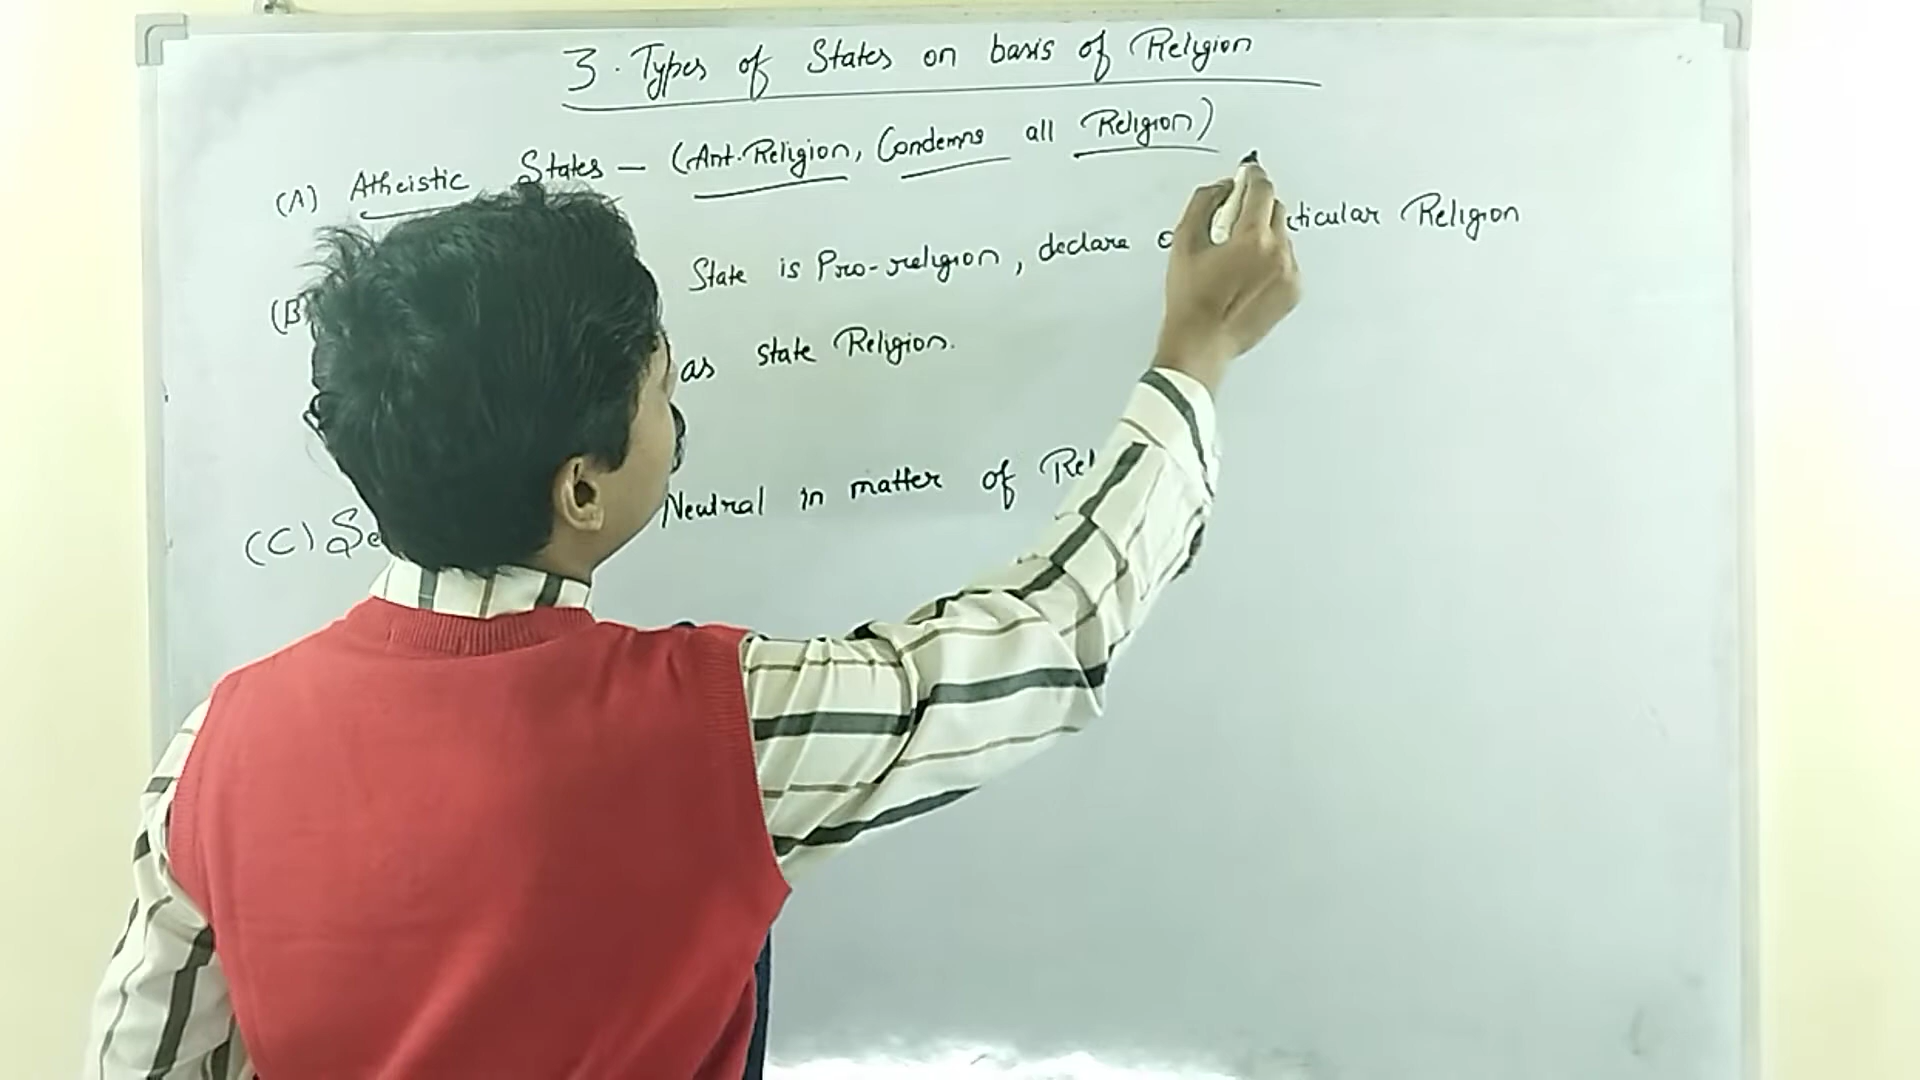 3. Types of States on basis of Religion
(A) Atheistic States – (Ant. Religion, Condemns all Religion)
(B State is Pro-religion, declare ticular Religion
as state Religion.
(C) Se Neutral in matter of Rel